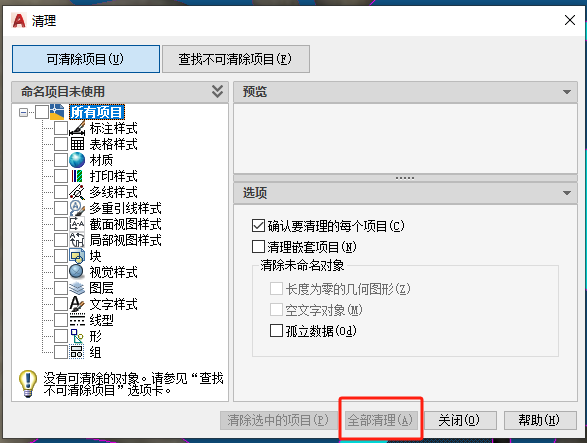 清理
可清除项目(U)
查找不可清除项目(F)
命名项目未使用
所有项目
标注样式
表格样式
材质
打印样式
多线样式
多重引线样式
截面视图样式
局部视图样式
块
视觉样式
图层
文字样式
线型
形
组
没有可清除的对象。请参见“查找
不可清除项目”选项卡。
预览
选项
确认要清理的每个项目(C)
清理嵌套项目(N)
清除未命名对象
长度为零的几何图形(Z)
空文字对象(M)
孤立数据(Od)
清除选中的项目(P)
全部清理(A)
关闭(O)
帮助(H)